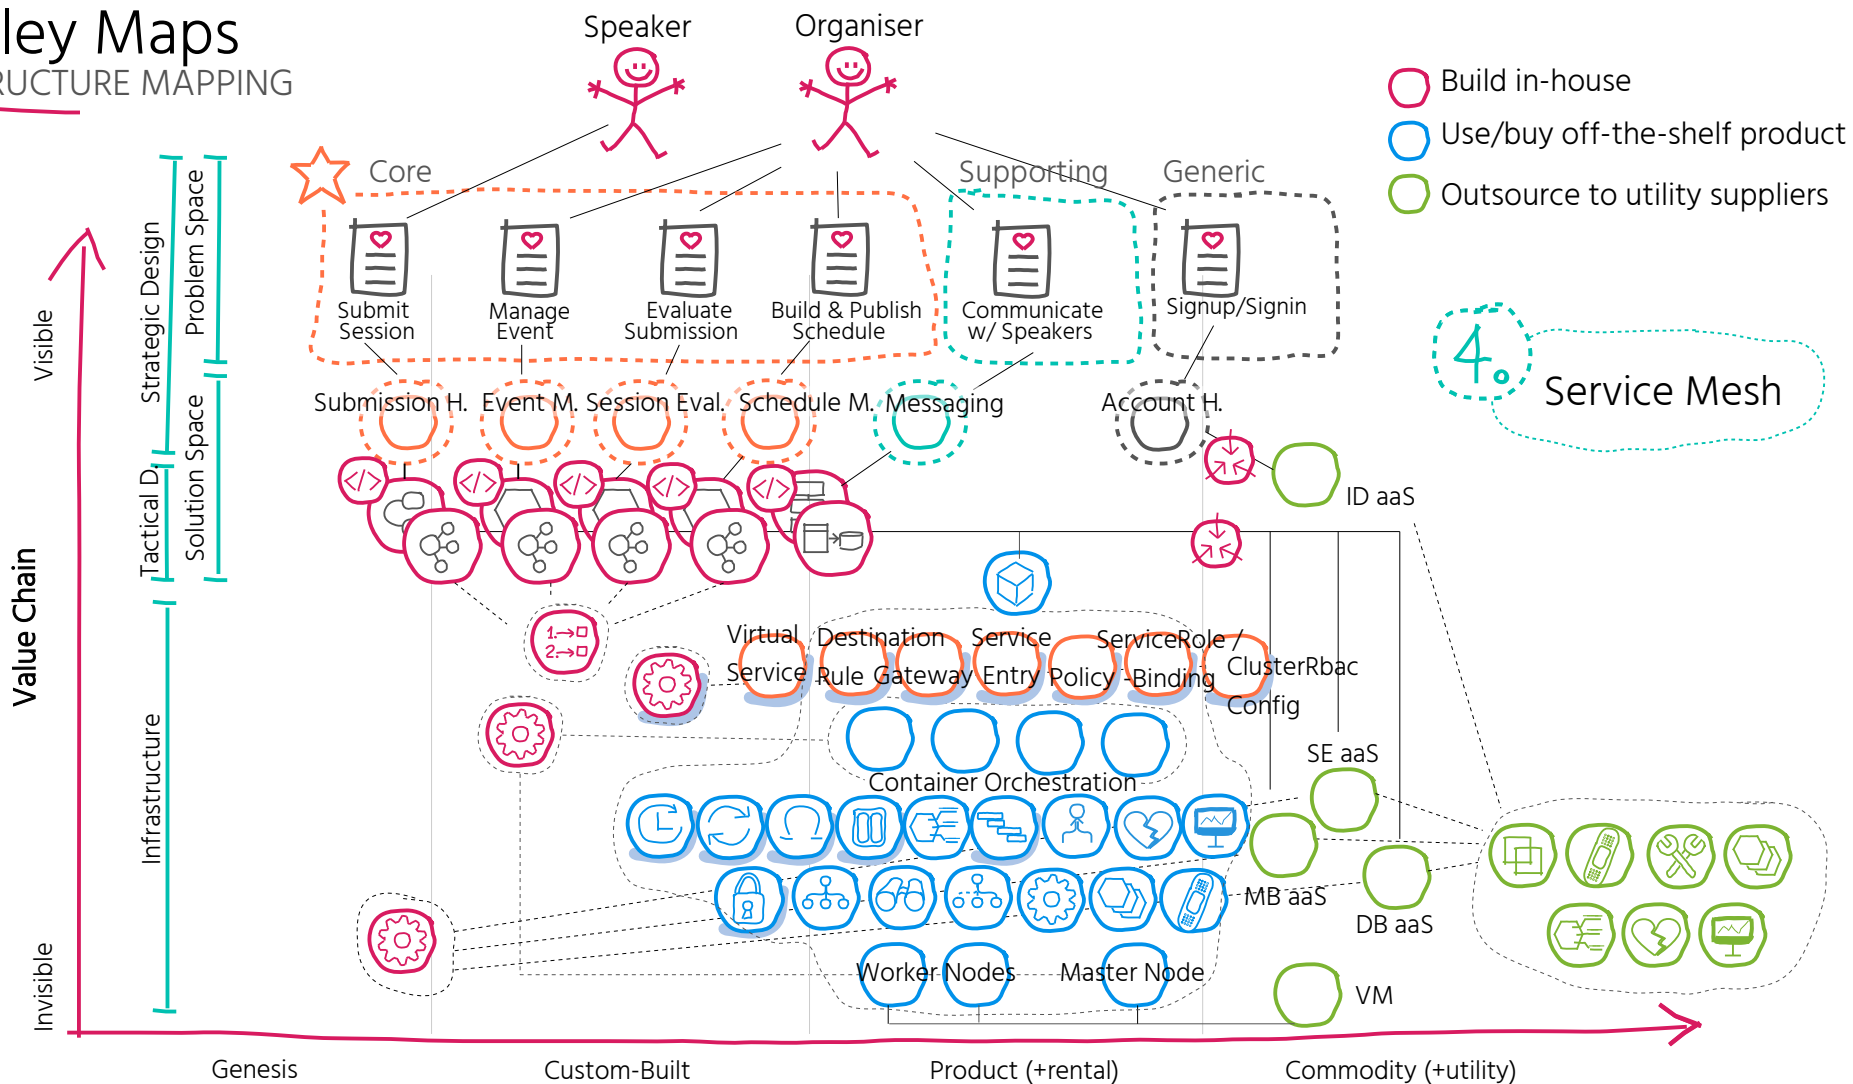 ley Maps
RUCTURE MAPPING
Speaker
Organiser
Build in-house
Use/buy off-the-shelf product
Outsource to utility suppliers
Core
Supporting
Generic
Submit
Session
Manage
Event
Evaluate
Submission
Build & Publish
Schedule
Communicate
w/ Speakers
Signup/Signin
4.
Service Mesh
Submission H.
Event M.
Session Eval.
Schedule M.
Messaging
Account H.
</>
</>
</>
</>
</>
ID aaS
1.→□
2.→□
Virtual
Service
Destination
Rule
Gateway
Service
Entry
Policy
ServiceRole /
-Binding
ClusterRbac
Config
Container Orchestration
SE aaS
MB aaS
DB aaS
Worker Nodes
Master Node
VM
Value Chain
Visible
Invisible
Strategic Design
Problem Space
Tactical D.
Solution Space
Infrastructure
Genesis
Custom-Built
Product (+rental)
Commodity (+utility)